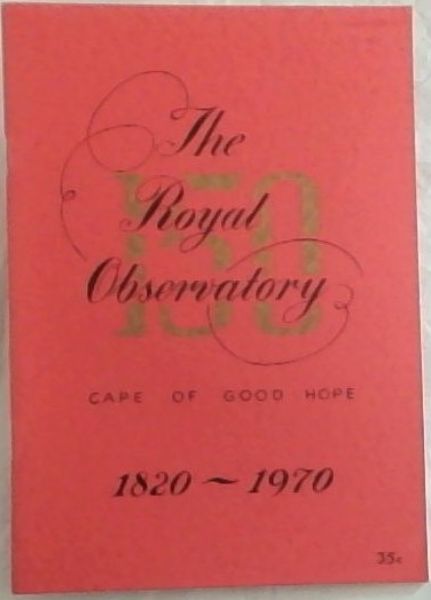 The
150
Royal
Observatory
CAPE OF GOOD HOPE
1820 ~ 1970
35c